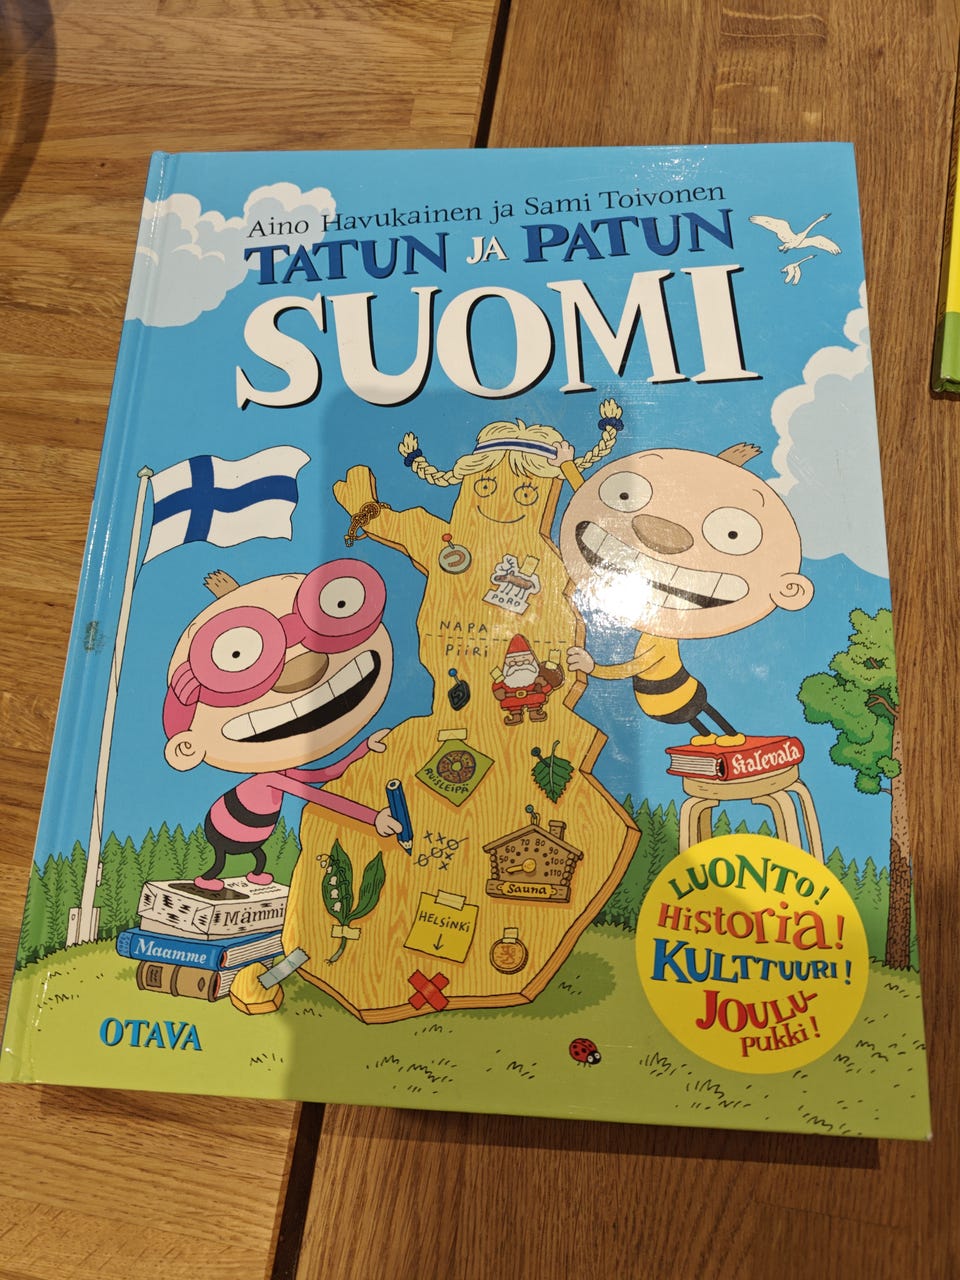 Aino Havukainen ja Sami Toivonen
TATUN JA PATUN
SUOMI
PORO
NAPA
PIIRI
Kalevala
RUISLEIPÄ
Sauna
Mämmi
HELSINKI
Maamme
LUONTO!
HISTORIA!
KULTTUURI!
JOULU-
PUKKI!
OTAVA